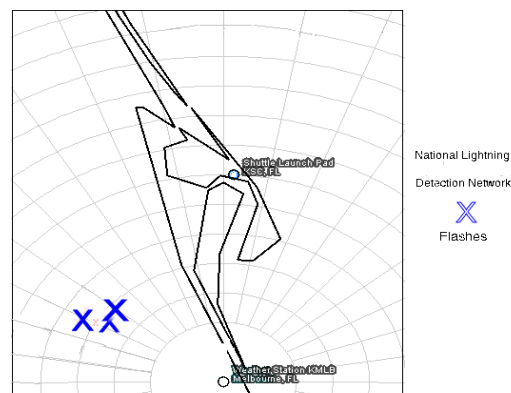 Shuttle Launch Pad
KSC, FL
National Lightning
Detection Network
X
Flashes
X X X
Weather Station KMLB
Melbourne, FL